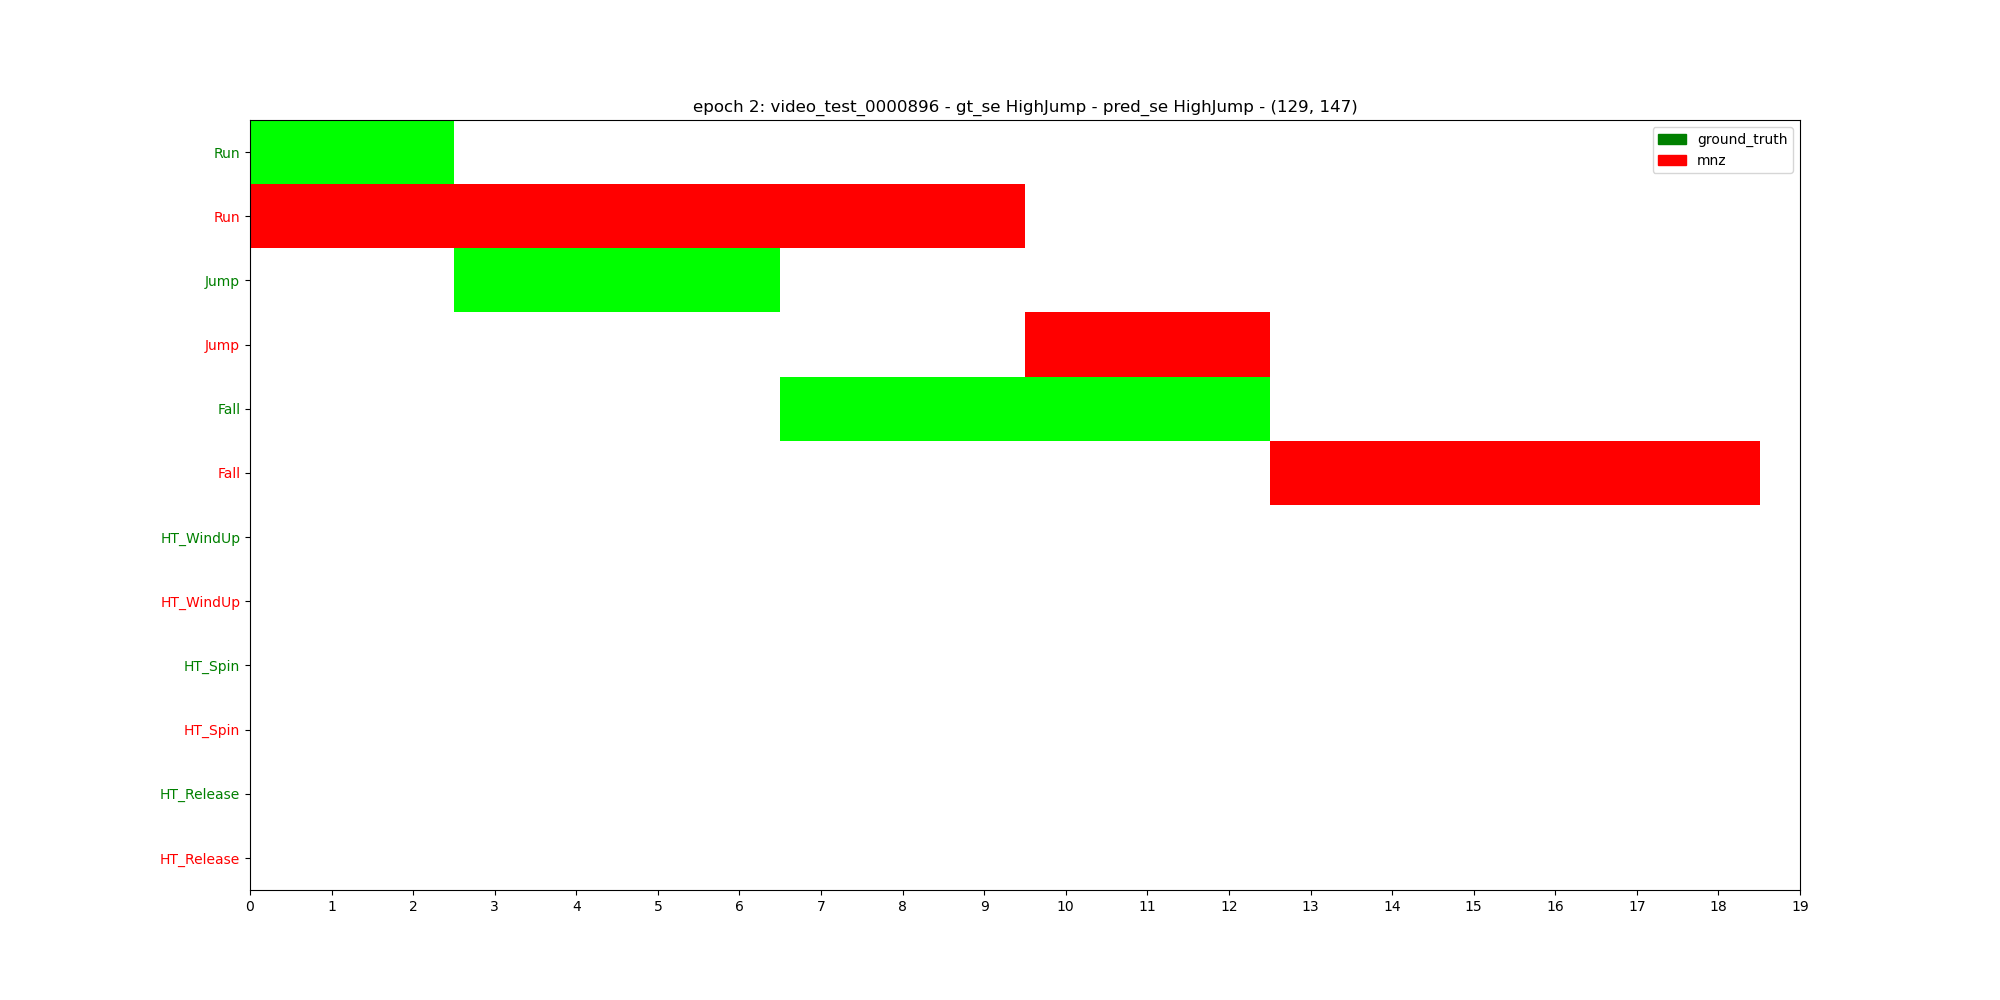 epoch 2: video_test_0000896 - gt_se HighJump - pred_se HighJump - (129, 147)
ground_truth
mnz
Run
Run
Jump
Jump
Fall
Fall
HT_WindUp
HT_WindUp
HT_Spin
HT_Spin
HT_Release
HT_Release
0 1 2 3 4 5 6 7 8 9 10 11 12 13 14 15 16 17 18 19